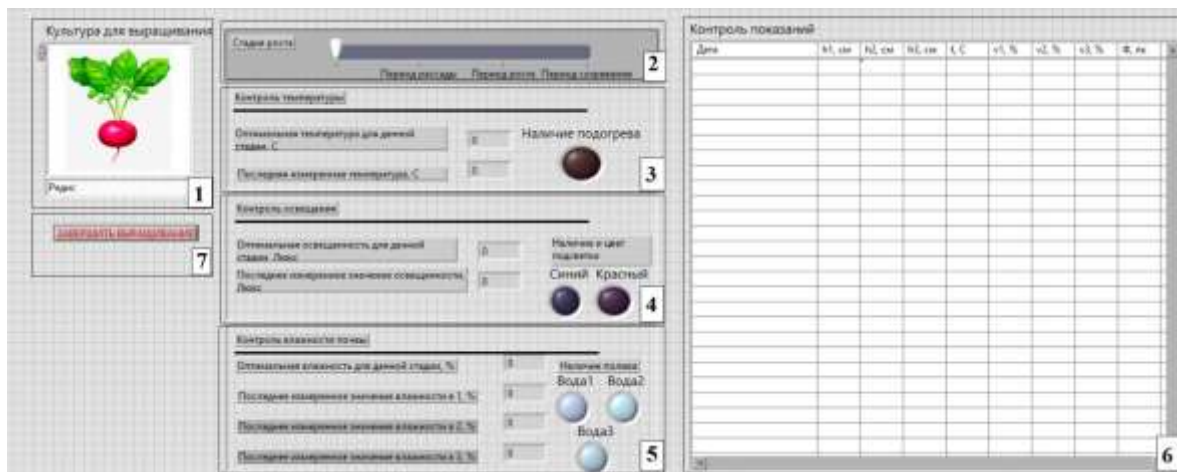 Культура для выращивания
Редис
1
ЗАВЕРШИТЬ ВЫРАЩИВАНИЕ
7
Стадия роста
Период рассады Период роста Период созревания
2
Контроль температуры
Оптимальная температура для данной
стадии, С
0
Последняя измеренная температура, С
0
Наличие подогрева
3
Контроль освещения
Оптимальная освещенность для данной
стадии, Люкс
0
Последнее измеренное значение освещенности,
Люкс
0
Наличие и цвет
подсветки
Синий Красный
4
Контроль влажности почвы
Оптимальная влажность для данной стадии, %
0
Последнее измеренное значение влажности в 1, %
0
Последнее измеренное значение влажности в 2, %
0
Последнее измеренное значение влажности в 3, %
0
Наличие полива
Вода1 Вода2
Вода3
5
Контроль показаний
Дата h1, см h2, см h3, см t, С v1, % v2, % v3, % Ф, лк
6